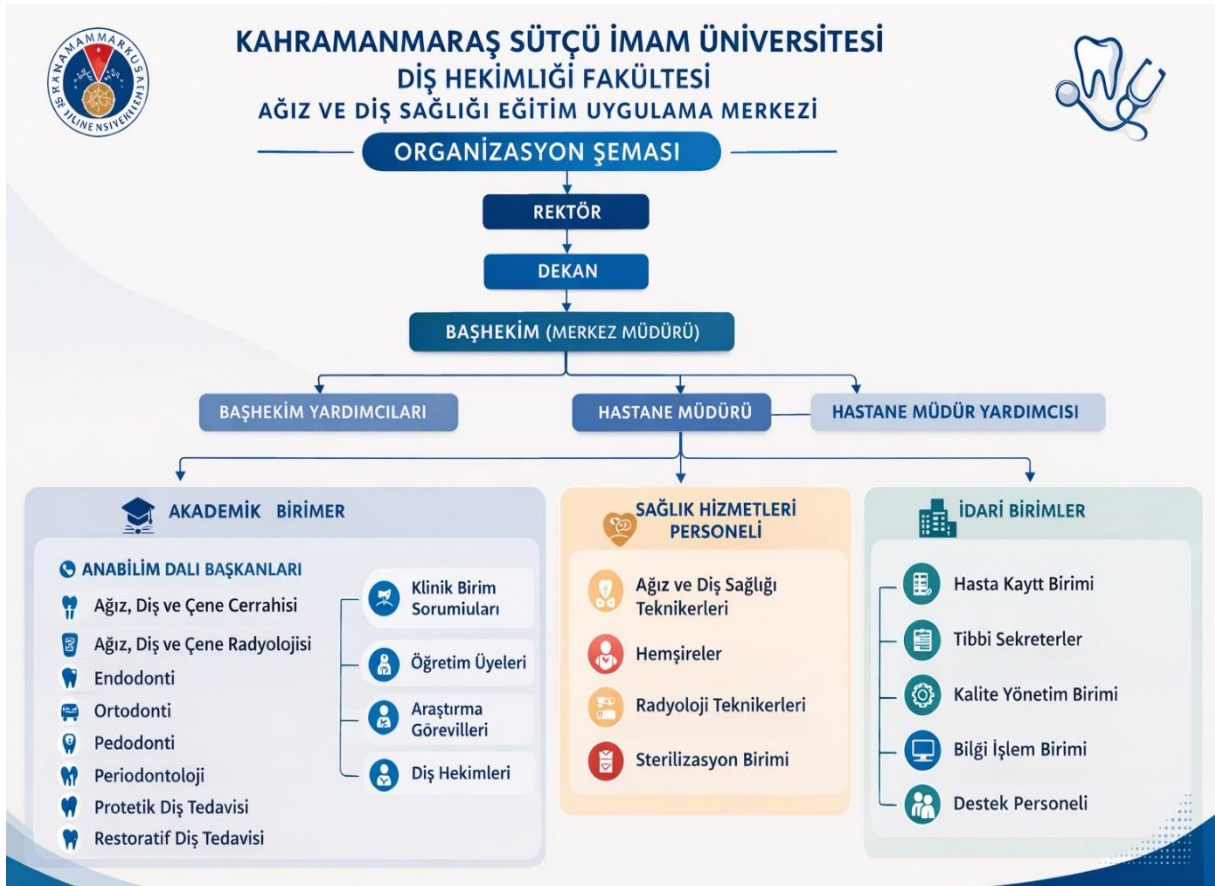 KAHRAMANMARAŞ SÜTÇÜ İMAM ÜNİVERSİTESİ
DİŞ HEKİMLIĞİ FAKÜLTESİ
AĞIZ VE DİŞ SAĞLIĞI EĞİTİM UYGULAMA MERKEZİ
ORGANİZASYON ŞEMASI
REKTÖR
DEKAN
BAŞHEKİM (MERKEZ MÜDÜRÜ)
BAŞHEKİM YARDIMCILARI
HASTANE MÜDÜRÜ
HASTANE MÜDÜR YARDIMCISI
AKADEMİK BİRİMER
ANABİLİM DALI BAŞKANLARI
Ağız, Diş ve Çene Cerrahisi
Ağız, Diş ve Çene Radyolojisi
Endodonti
Ortodonti
Pedodonti
Periodontoloji
Protetik Diş Tedavisi
Restoratif Diş Tedavisi
Klinik Birim
Sorumiuları
Öğretim Üyeleri
Araştırma
Görevilleri
Diş Hekimleri
SAĞLIK HİZMETLERİ
PERSONELİ
Ağız ve Diş Sağlığı
Teknikerleri
Hemşireler
Radyoloji Teknikerleri
Sterilizasyon Birimi
İDARİ BİRİMLER
Hasta Kaytt Birimi
Tibbi Sekreterler
Kalite Yönetim Birimi
Bilgi İşlem Birimi
Destek Personeli